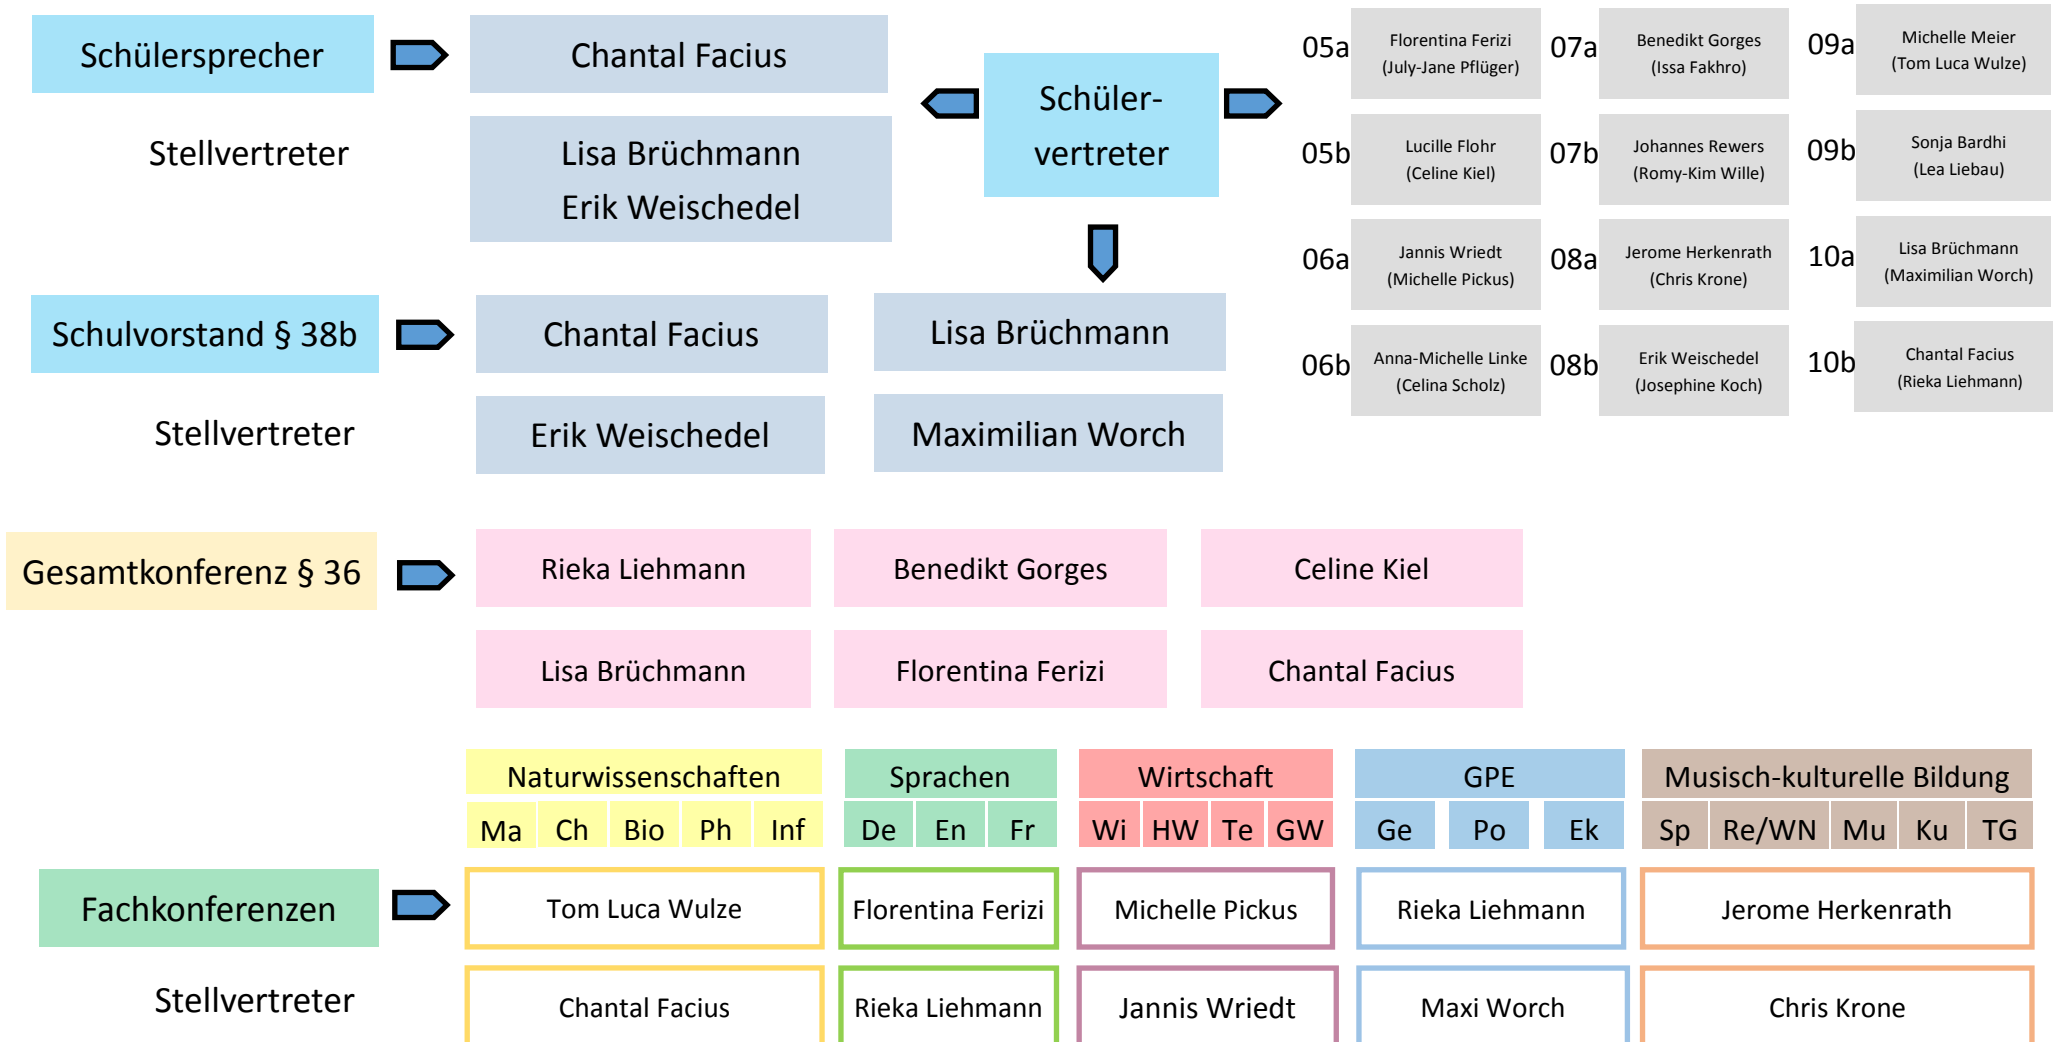 Schülersprecher
Chantal Facius
Stellvertreter
Lisa Brüchmann
Erik Weischedel
Schüler-
vertreter
05a
Florentina Ferizi
(July-Jane Pflüger)
07a
Benedikt Gorges
(Issa Fakhro)
09a
Michelle Meier
(Tom Luca Wulze)
05b
Lucille Flohr
(Celine Kiel)
07b
Johannes Rewers
(Romy-Kim Wille)
09b
Sonja Bardhi
(Lea Liebau)
06a
Jannis Wriedt
(Michelle Pickus)
08a
Jerome Herkenrath
(Chris Krone)
10a
Lisa Brüchmann
(Maximilian Worch)
06b
Anna-Michelle Linke
(Celina Scholz)
08b
Erik Weischedel
(Josephine Koch)
10b
Chantal Facius
(Rieka Liehmann)
Schulvorstand § 38b
Chantal Facius
Lisa Brüchmann
Stellvertreter
Erik Weischedel
Maximilian Worch
Gesamtkonferenz § 36
Rieka Liehmann
Benedikt Gorges
Celine Kiel
Lisa Brüchmann
Florentina Ferizi
Chantal Facius
Naturwissenschaften
Sprachen
Wirtschaft
GPE
Musisch-kulturelle Bildung
Ma Ch Bio Ph Inf
De En Fr
Wi HW Te GW
Ge Po Ek
Sp Re/WN Mu Ku TG
Fachkonferenzen
Tom Luca Wulze
Florentina Ferizi
Michelle Pickus
Rieka Liehmann
Jerome Herkenrath
Stellvertreter
Chantal Facius
Rieka Liehmann
Jannis Wriedt
Maxi Worch
Chris Krone